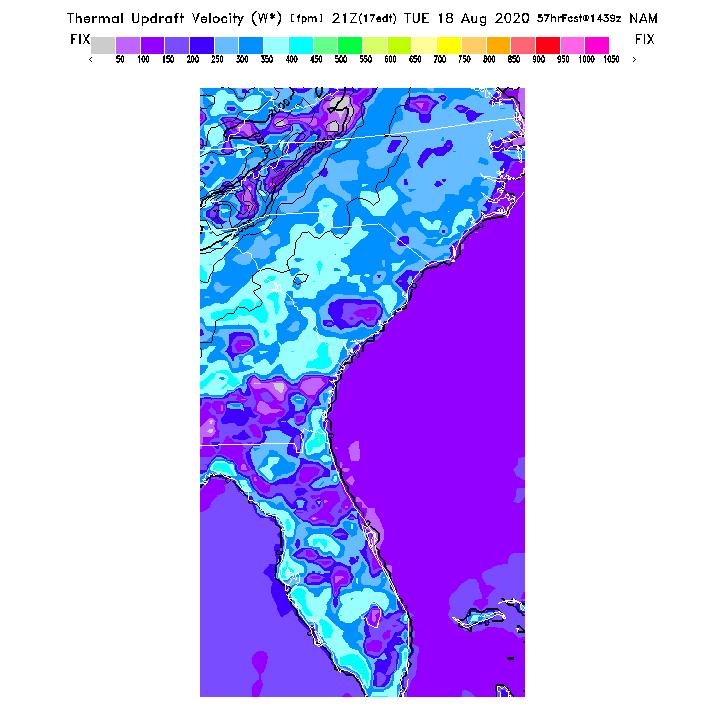 Thermal Updraft Velocity (W*) [fpm] 21Z(17edt) TUE 18 Aug 2020 57hrFcst@1439z NAM
FIX FIX
< 50 100 150 200 250 300 350 400 450 500 550 600 650 700 750 800 850 900 950 1000 1050 >